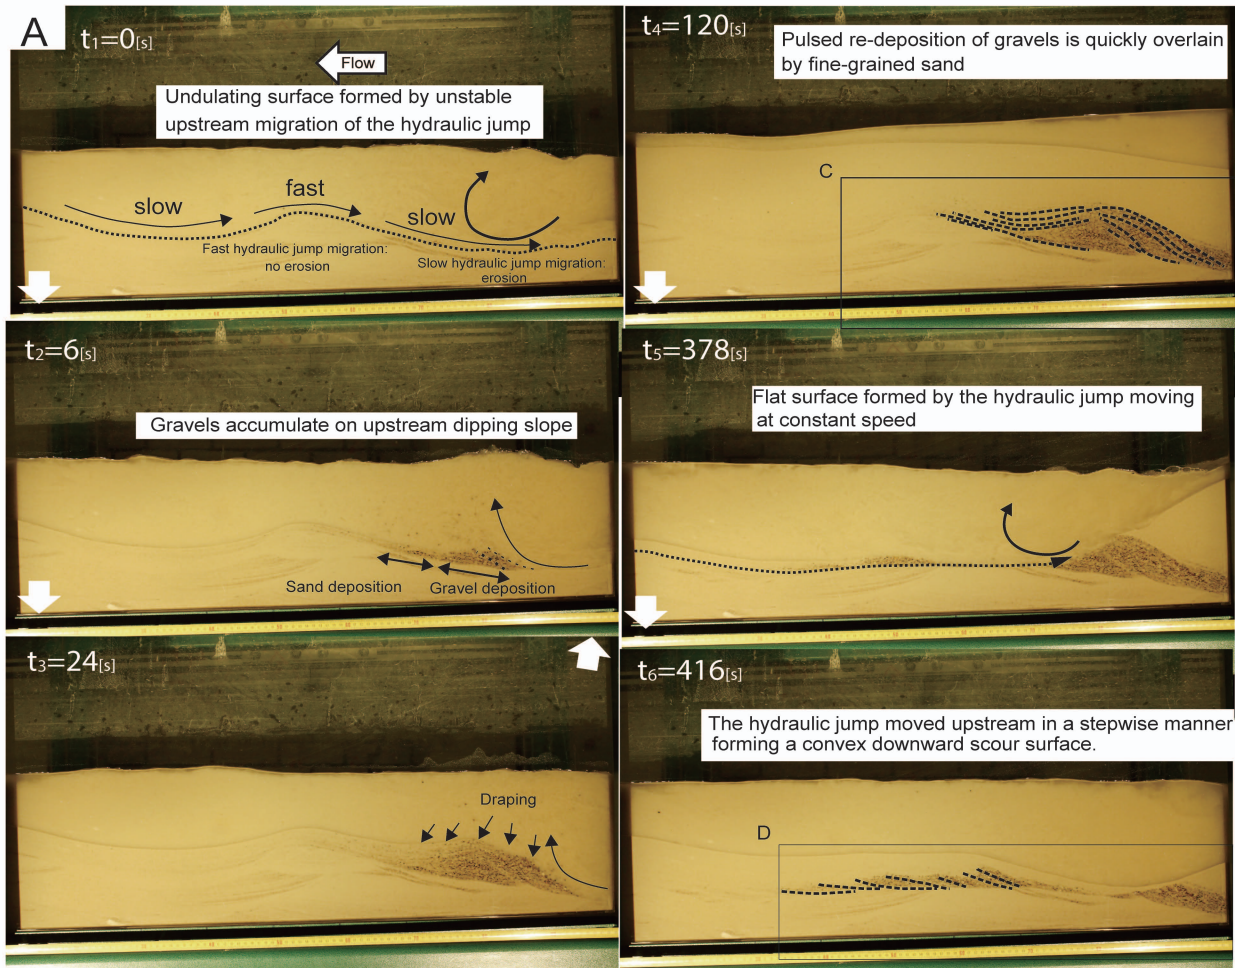 A
t1=0[s]
Flow
Undulating surface formed by unstable
upstream migration of the hydraulic jump
slow
fast
slow
Fast hydraulic jump migration:
no erosion
Slow hydraulic jump migration:
erosion
t2=6[s]
Gravels accumulate on upstream dipping slope
Sand deposition
Gravel deposition
t3=24[s]
Draping
t4=120[s]
Pulsed re-deposition of gravels is quickly overlain
by fine-grained sand
C
t5=378[s]
Flat surface formed by the hydraulic jump moving
at constant speed
t6=416[s]
The hydraulic jump moved upstream in a stepwise manner
forming a convex downward scour surface.
D